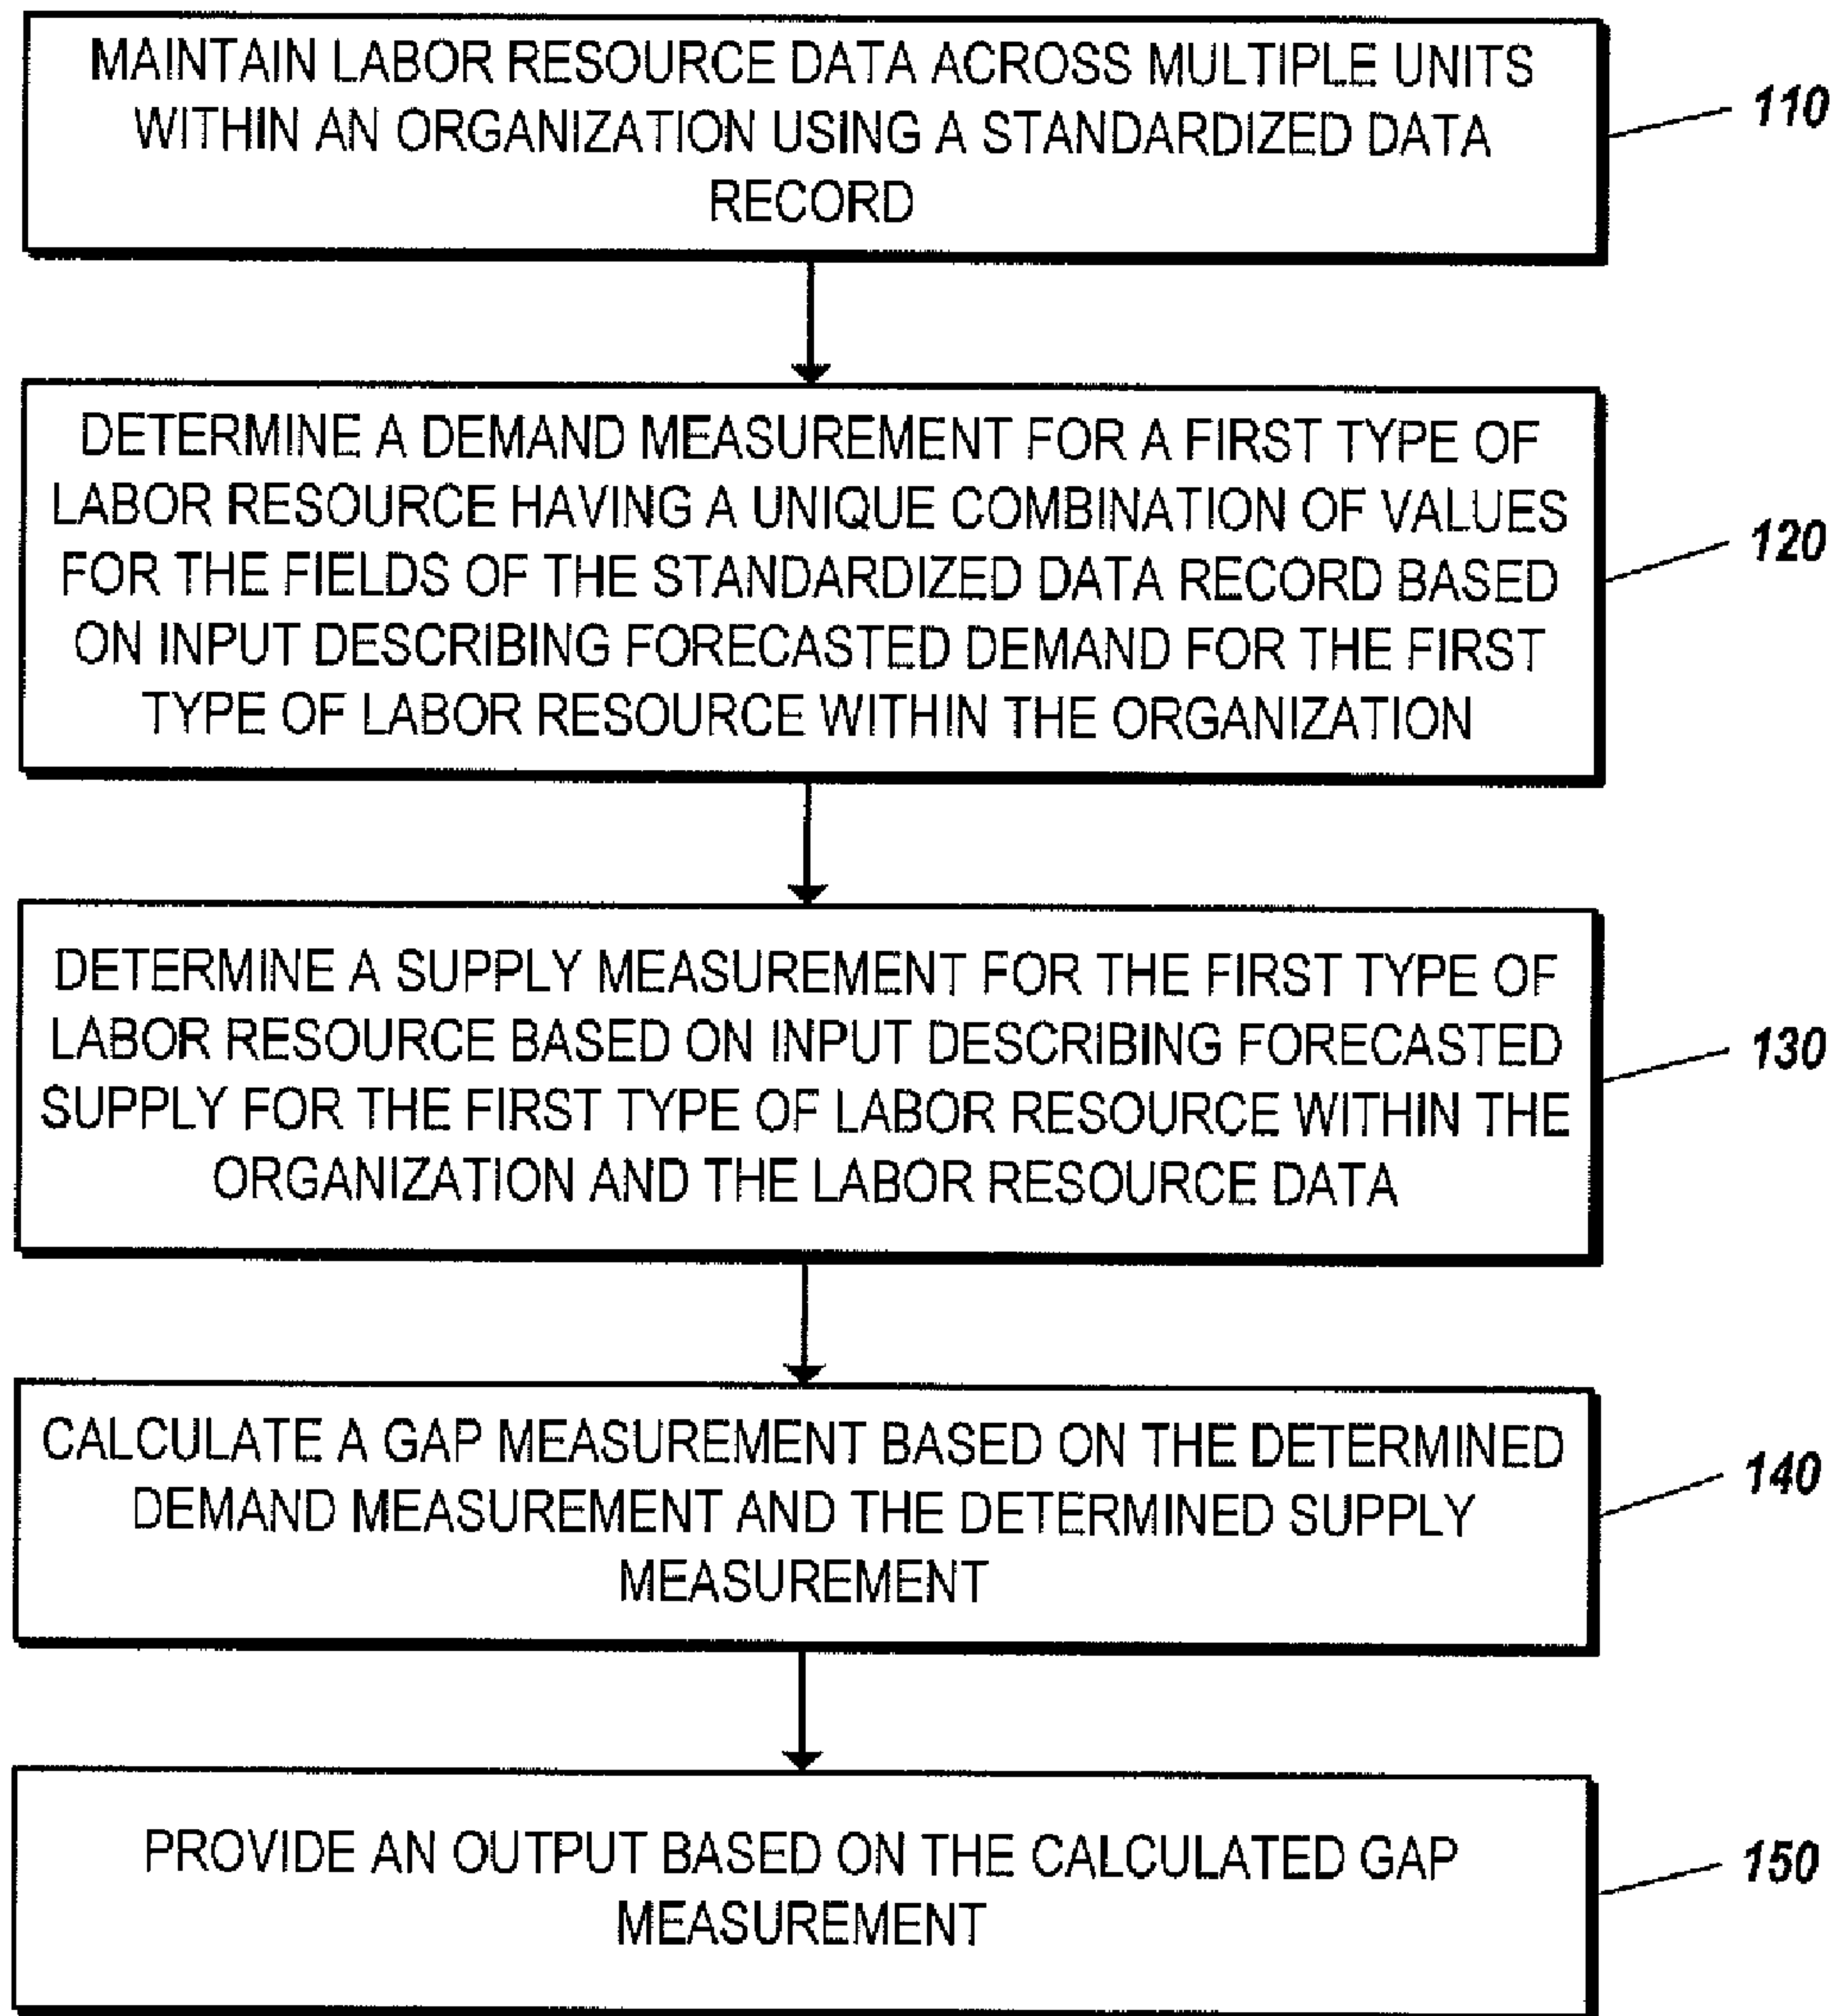 MAINTAIN LABOR RESOURCE DATA ACROSS MULTIPLE UNITS
WITHIN AN ORGANIZATION USING A STANDARDIZED DATA
RECORD
110
DETERMINE A DEMAND MEASUREMENT FOR A FIRST TYPE OF
LABOR RESOURCE HAVING A UNIQUE COMBINATION OF VALUES
FOR THE FIELDS OF THE STANDARDIZED DATA RECORD BASED
ON INPUT DESCRIBING FORECASTED DEMAND FOR THE FIRST
TYPE OF LABOR RESOURCE WITHIN THE ORGANIZATION
120
DETERMINE A SUPPLY MEASUREMENT FOR THE FIRST TYPE OF
LABOR RESOURCE BASED ON INPUT DESCRIBING FORECASTED
SUPPLY FOR THE FIRST TYPE OF LABOR RESOURCE WITHIN THE
ORGANIZATION AND THE LABOR RESOURCE DATA
130
CALCULATE A GAP MEASUREMENT BASED ON THE DETERMINED
DEMAND MEASUREMENT AND THE DETERMINED SUPPLY
MEASUREMENT
140
PROVIDE AN OUTPUT BASED ON THE CALCULATED GAP
MEASUREMENT
150